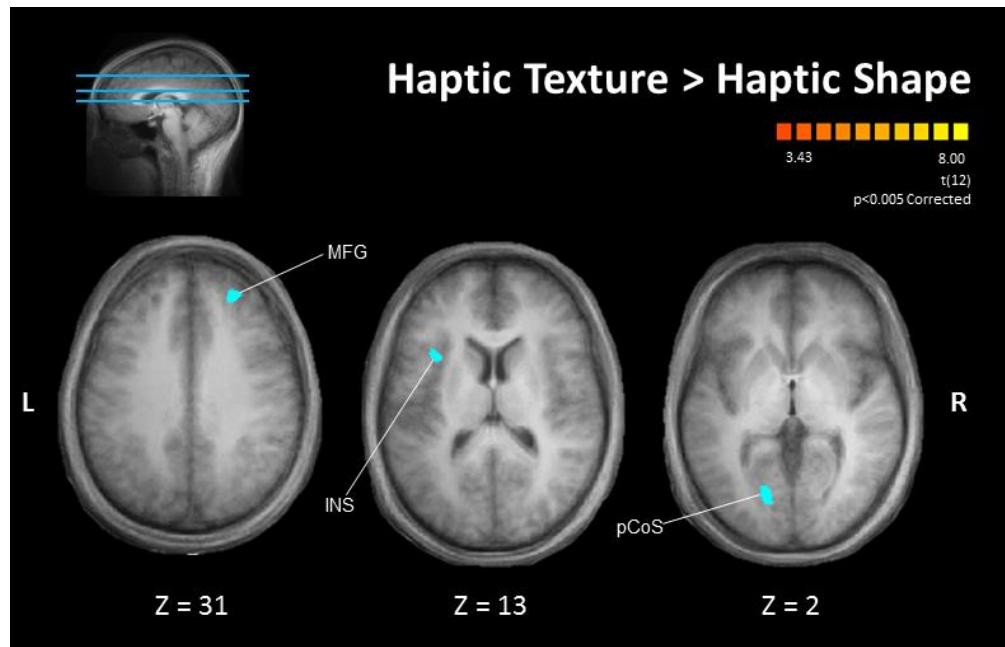 Haptic Texture > Haptic Shape
3.43 8.00
t(12)
p<0.005 Corrected
MFG
L
R
INS
pCoS
Z = 31
Z = 13
Z = 2